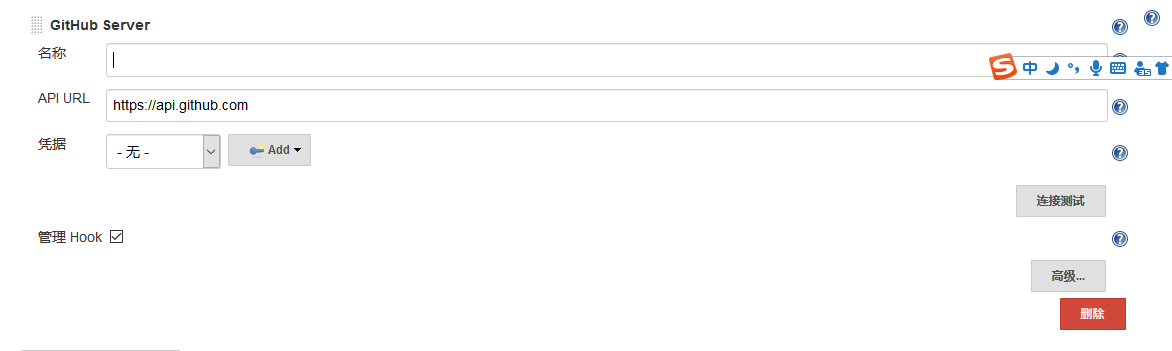 GitHub Server
名称
中
API URL
https://api.github.com
凭据
- 无 -
Add
连接测试
管理 Hook
高级...
删除